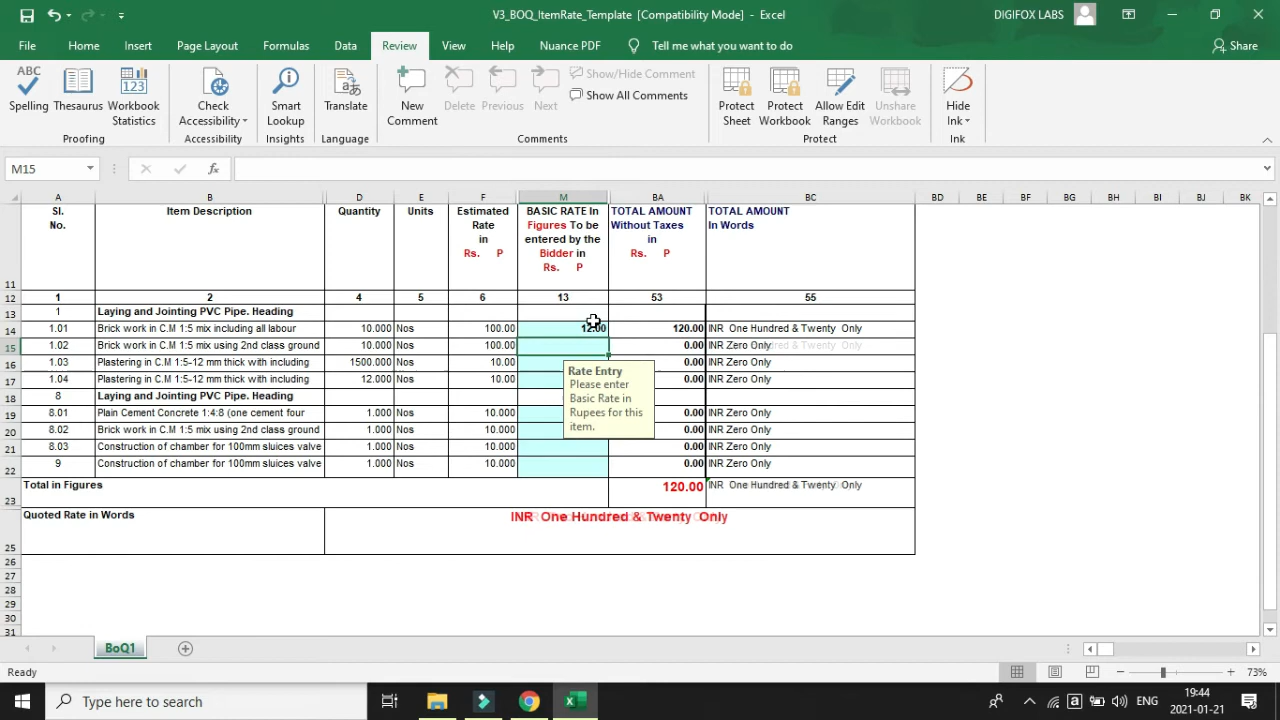 V3_BOQ_ItemRate_Template [Compatibility Mode] - Excel
DIGIFOX LABS
File Home Insert Page Layout Formulas Data Review View Help Nuance PDF Tell me what you want to do Share
ABC
Spelling
Thesaurus
123
Workbook Statistics
Check Accessibility
Smart Lookup
Translate
New Comment
Delete
Previous
Next
Show/Hide Comment
Show All Comments
Protect Sheet
Protect Workbook
Allow Edit Ranges
Unshare Workbook
Hide Ink
Proofing Accessibility Insights Language Comments Protect Ink
M15 fx
A B D E F M BA BC BD BE BF BG BH BI BJ BK
Sl. No.
Item Description
Quantity
Units
Estimated Rate in Rs. P
BASIC RATE In Figures To be entered by the Bidder in Rs. P
TOTAL AMOUNT Without Taxes in Rs. P
TOTAL AMOUNT In Words
11
12 1 2 4 5 6 13 53 55
13 1 Laying and Jointing PVC Pipe. Heading
14 1.01 Brick work in C.M 1:5 mix including all labour 10.000 Nos 100.00 12.00 120.00 INR One Hundred & Twenty Only
15 1.02 Brick work in C.M 1:5 mix using 2nd class ground 10.000 Nos 100.00 0.00 INR Zero Only
16 1.03 Plastering in C.M 1:5-12 mm thick with including 1500.000 Nos 10.00 0.00 INR Zero Only
17 1.04 Plastering in C.M 1:5-12 mm thick with including 12.000 Nos 10.00 0.00 INR Zero Only
18 8 Laying and Jointing PVC Pipe. Heading
19 8.01 Plain Cement Concrete 1:4:8 (one cement four 1.000 Nos 10.000 0.00 INR Zero Only
20 8.02 Brick work in C.M 1:5 mix using 2nd class ground 1.000 Nos 10.000 0.00 INR Zero Only
21 8.03 Construction of chamber for 100mm sluices valve 1.000 Nos 10.000 0.00 INR Zero Only
22 9 Construction of chamber for 100mm sluices valve 1.000 Nos 10.000 0.00 INR Zero Only
Rate Entry
Please enter
Basic Rate in
Rupees for this
item.
23 Total in Figures 120.00 INR One Hundred & Twenty Only
25 Quoted Rate in Words INR One Hundred & Twenty Only
26
27
28
29
30
31
BoQ1
Ready 73%
Type here to search
a
ENG
19:44
2021-01-21